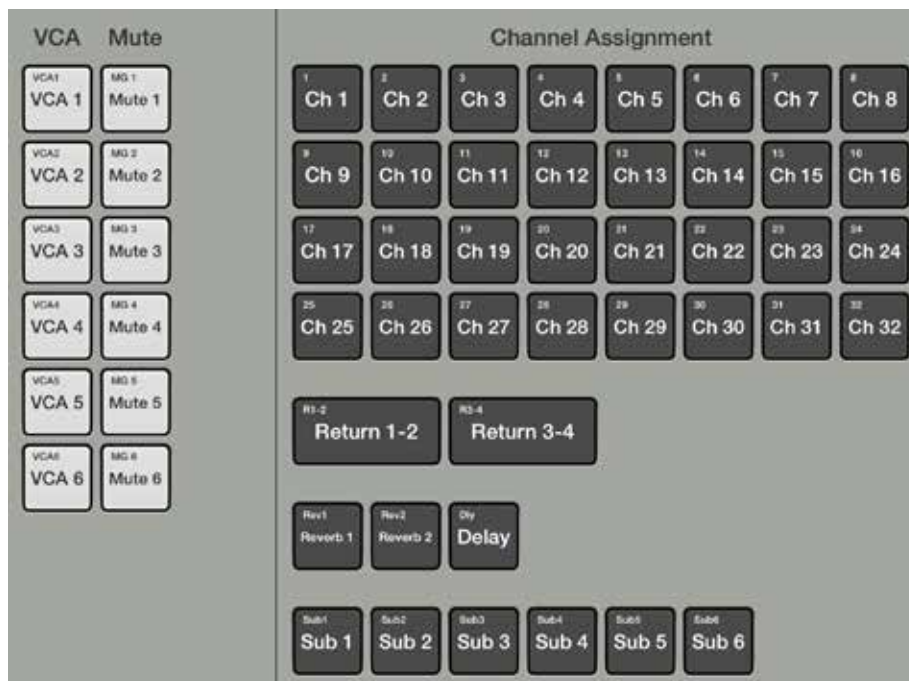 VCA Mute
VCA1 MG 1
VCA 1 Mute 1
VCA2 MG 2
VCA 2 Mute 2
VCA3 MG 3
VCA 3 Mute 3
VCA4 MG 4
VCA 4 Mute 4
VCA5 MG 5
VCA 5 Mute 5
VCA6 MG 6
VCA 6 Mute 6
Channel Assignment
1 2 3 4 5 6 7 8
Ch 1 Ch 2 Ch 3 Ch 4 Ch 5 Ch 6 Ch 7 Ch 8
9 10 11 12 13 14 15 16
Ch 9 Ch 10 Ch 11 Ch 12 Ch 13 Ch 14 Ch 15 Ch 16
17 18 19 20 21 22 23 24
Ch 17 Ch 18 Ch 19 Ch 20 Ch 21 Ch 22 Ch 23 Ch 24
25 26 27 28 29 30 31 32
Ch 25 Ch 26 Ch 27 Ch 28 Ch 29 Ch 30 Ch 31 Ch 32
R1-2 R3-4
Return 1-2 Return 3-4
Rev1 Rev2 Dly
Reverb 1 Reverb 2 Delay
Sub1 Sub2 Sub3 Sub4 Sub5 Sub6
Sub 1 Sub 2 Sub 3 Sub 4 Sub 5 Sub 6